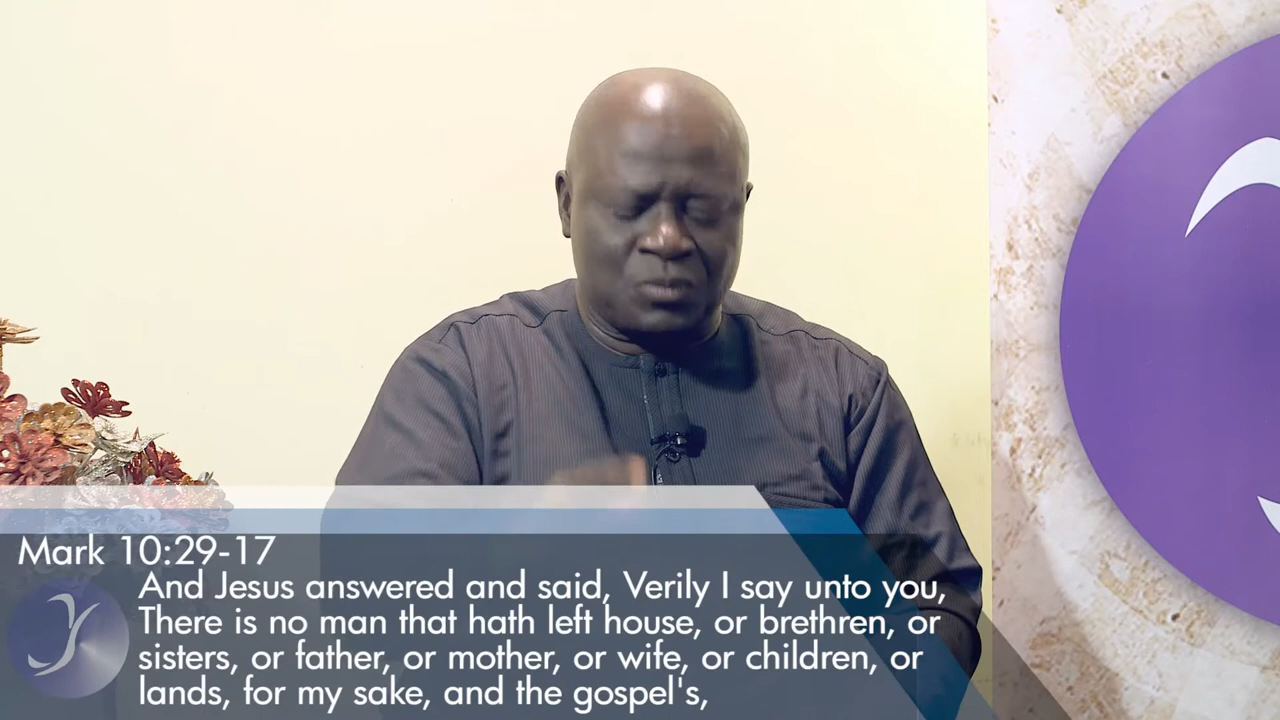 Mark 10:29-17
And Jesus answered and said, Verily I say unto you,
There is no man that hath left house, or brethren, or
sisters, or father, or mother, or wife, or children, or
lands, for my sake, and the gospel's,